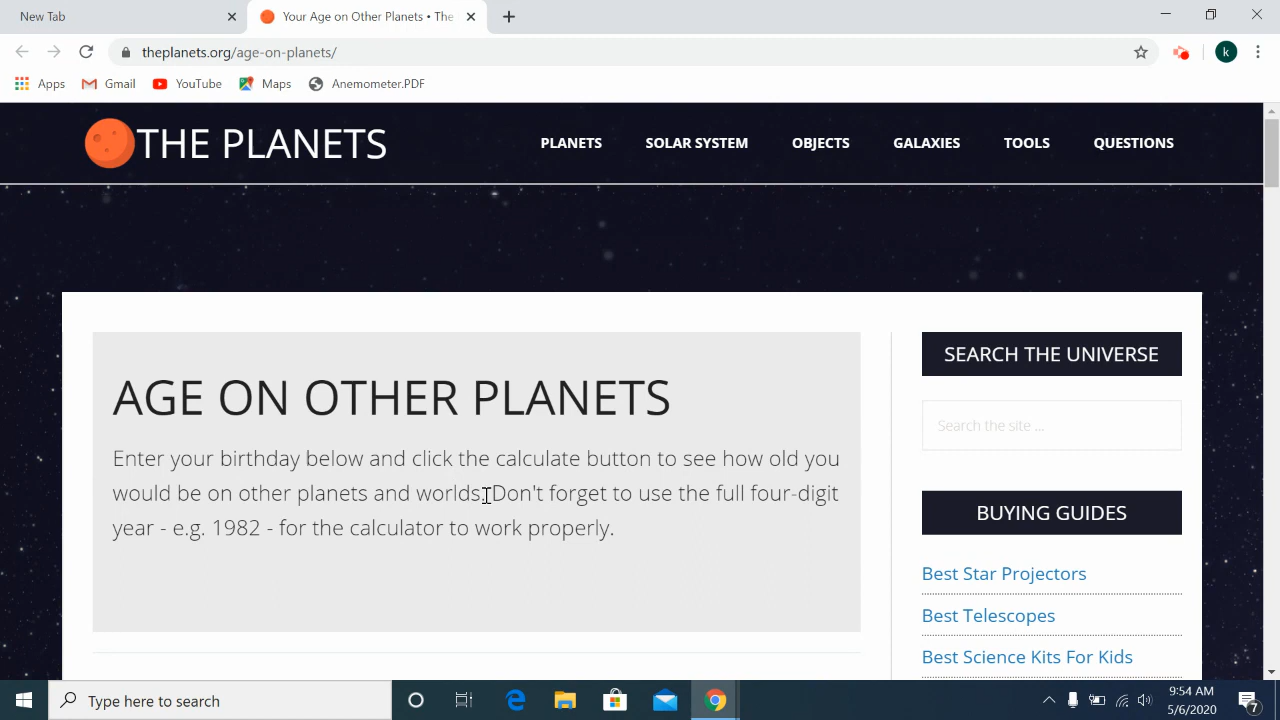 New Tab
Your Age on Other Planets • The
theplanets.org/age-on-planets/
k
Apps
Gmail
YouTube
Maps
Anemometer.PDF
THE PLANETS
PLANETS
SOLAR SYSTEM
OBJECTS
GALAXIES
TOOLS
QUESTIONS
AGE ON OTHER PLANETS
Enter your birthday below and click the calculate button to see how old you
would be on other planets and worlds. Don't forget to use the full four-digit
year - e.g. 1982 - for the calculator to work properly.
SEARCH THE UNIVERSE
Search the site ...
BUYING GUIDES
Best Star Projectors
Best Telescopes
Best Science Kits For Kids
Type here to search
9:54 AM
5/6/2020
7